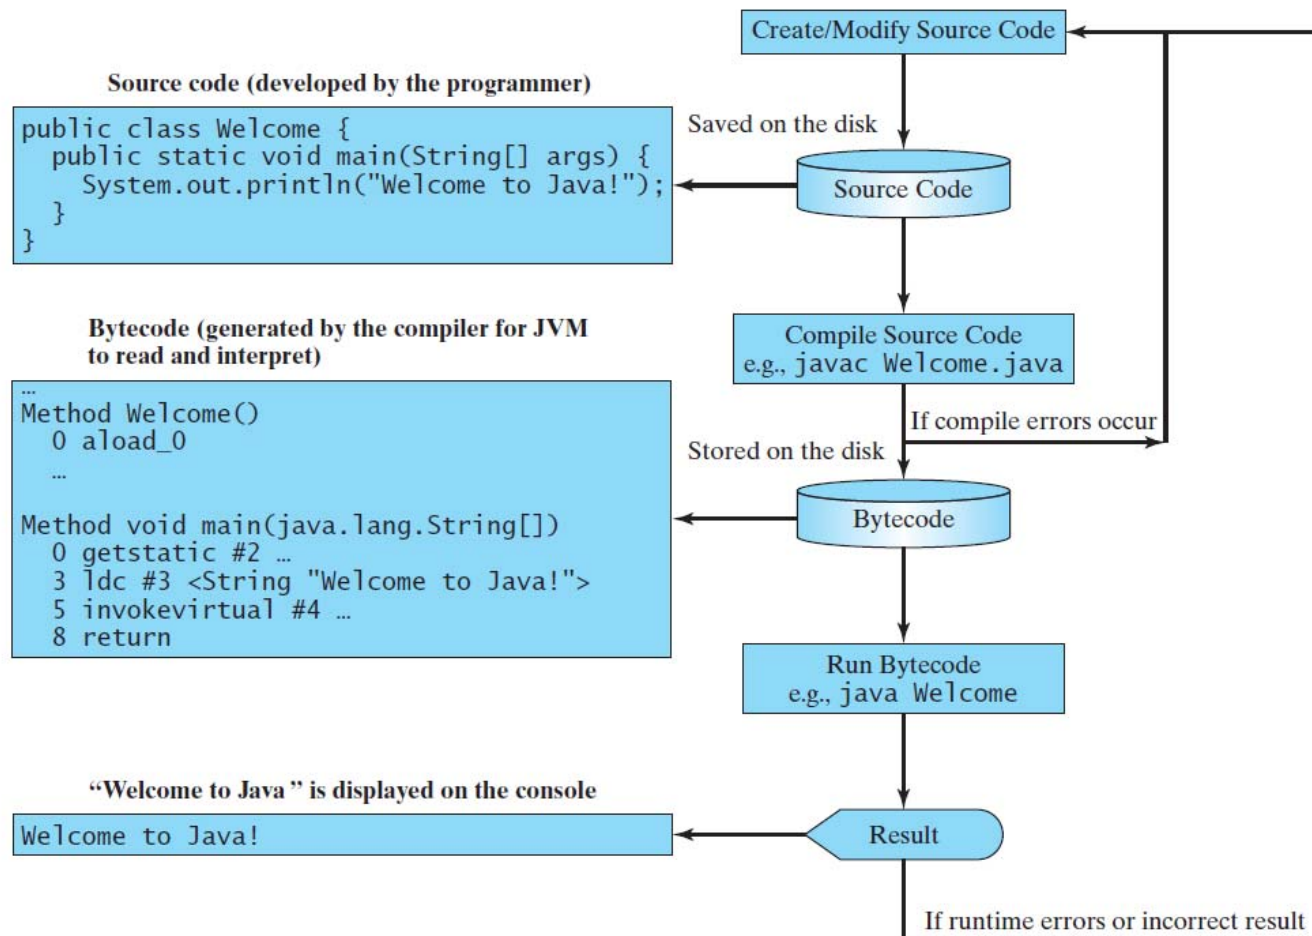 Create/Modify Source Code
Source code (developed by the programmer)
public class Welcome {
  public static void main(String[] args) {
    System.out.println("Welcome to Java!");
  }
}
Saved on the disk
Source Code
Compile Source Code
e.g., javac Welcome.java
If compile errors occur
Bytecode (generated by the compiler for JVM
to read and interpret)
…
Method Welcome()
  0 aload_0
  …
Method void main(java.lang.String[])
  0 getstatic #2 …
  3 ldc #3 <String "Welcome to Java!">
  5 invokevirtual #4 …
  8 return
Stored on the disk
Bytecode
Run Bytecode
e.g., java Welcome
“Welcome to Java” is displayed on the console
Welcome to Java!
Result
If runtime errors or incorrect result